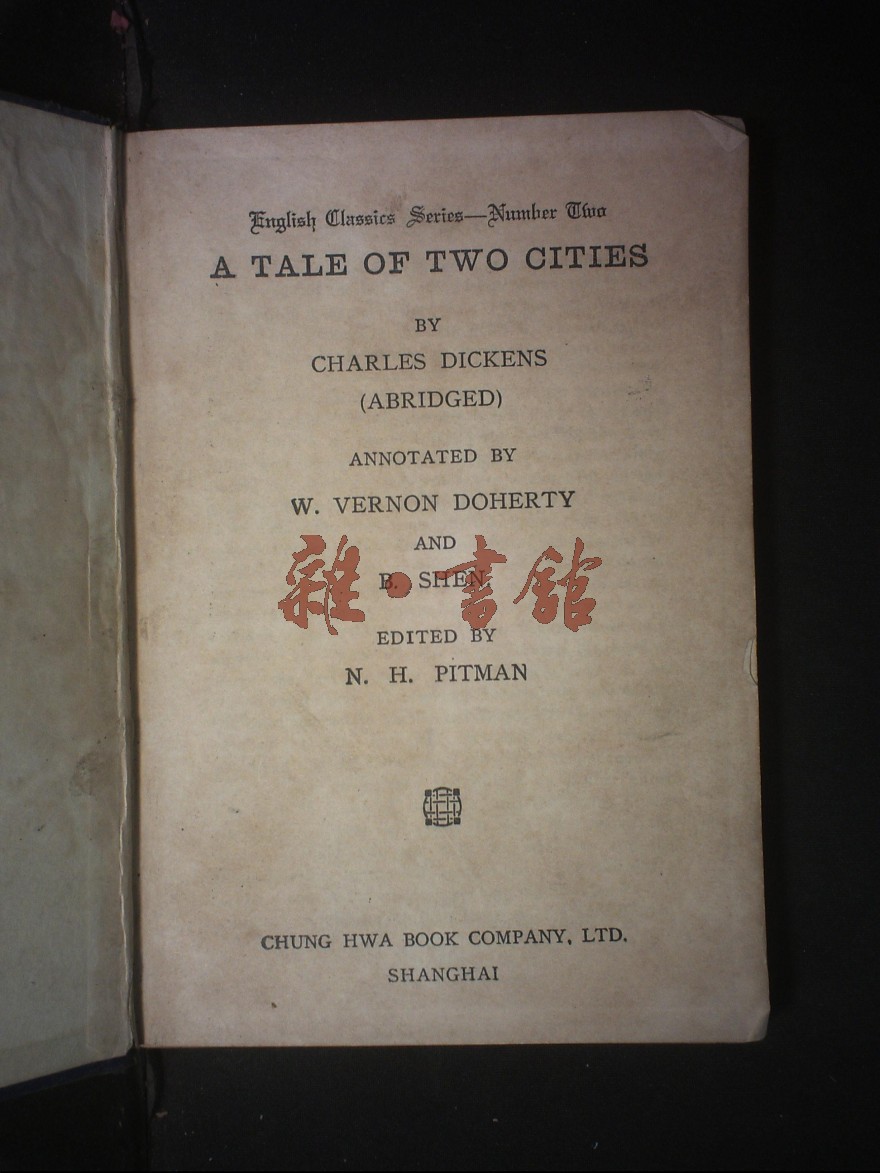 English Classics Series—Number Two
A TALE OF TWO CITIES
BY
CHARLES DICKENS
(ABRIDGED)
ANNOTATED BY
W. VERNON DOHERTY
AND
B. SHEN
雜·書館
EDITED BY
N. H. PITMAN
CHUNG HWA BOOK COMPANY, LTD.
SHANGHAI